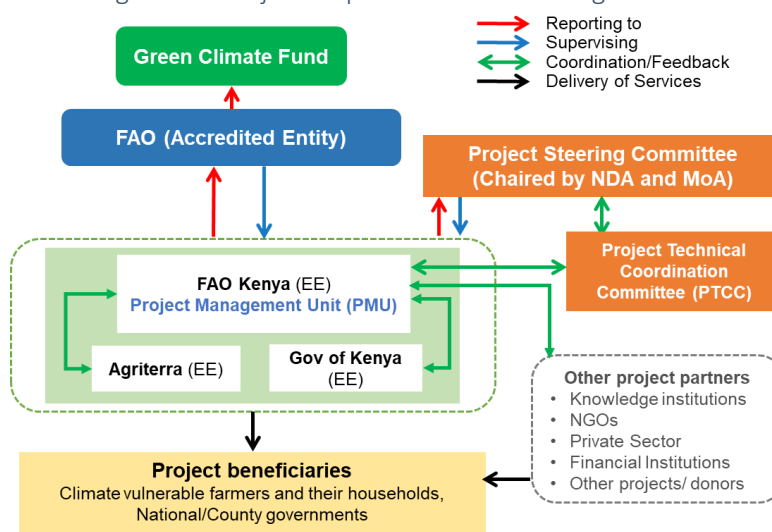 Reporting to
Supervising
Coordination/Feedback
Delivery of Services
Green Climate Fund
FAO (Accredited Entity)
Project Steering Committee
(Chaired by NDA and MoA)
Project Technical
Coordination
Committee (PTCC)
FAO Kenya (EE)
Project Management Unit (PMU)
Agriterra (EE)
Gov of Kenya
(EE)
Other project partners
• Knowledge institutions
• NGOs
• Private Sector
• Financial Institutions
• Other projects/ donors
Project beneficiaries
Climate vulnerable farmers and their households,
National/County governments